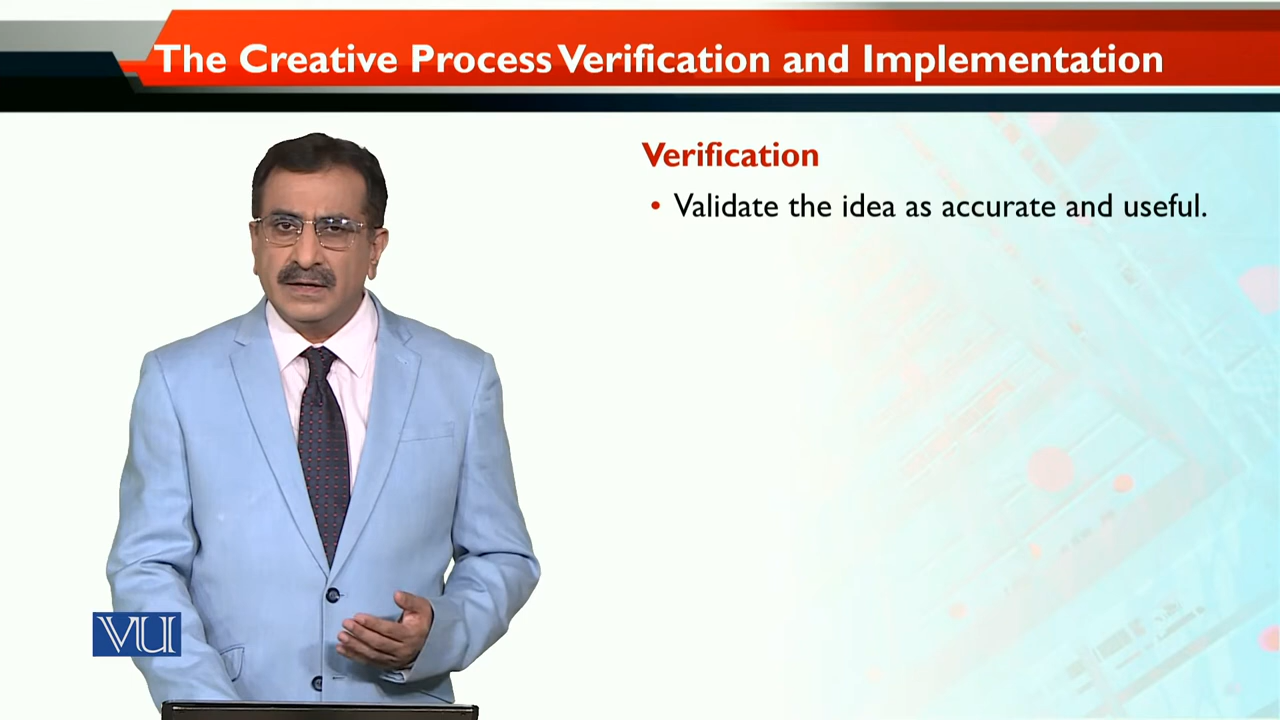 The Creative Process Verification and Implementation
Verification
• Validate the idea as accurate and useful.
VU